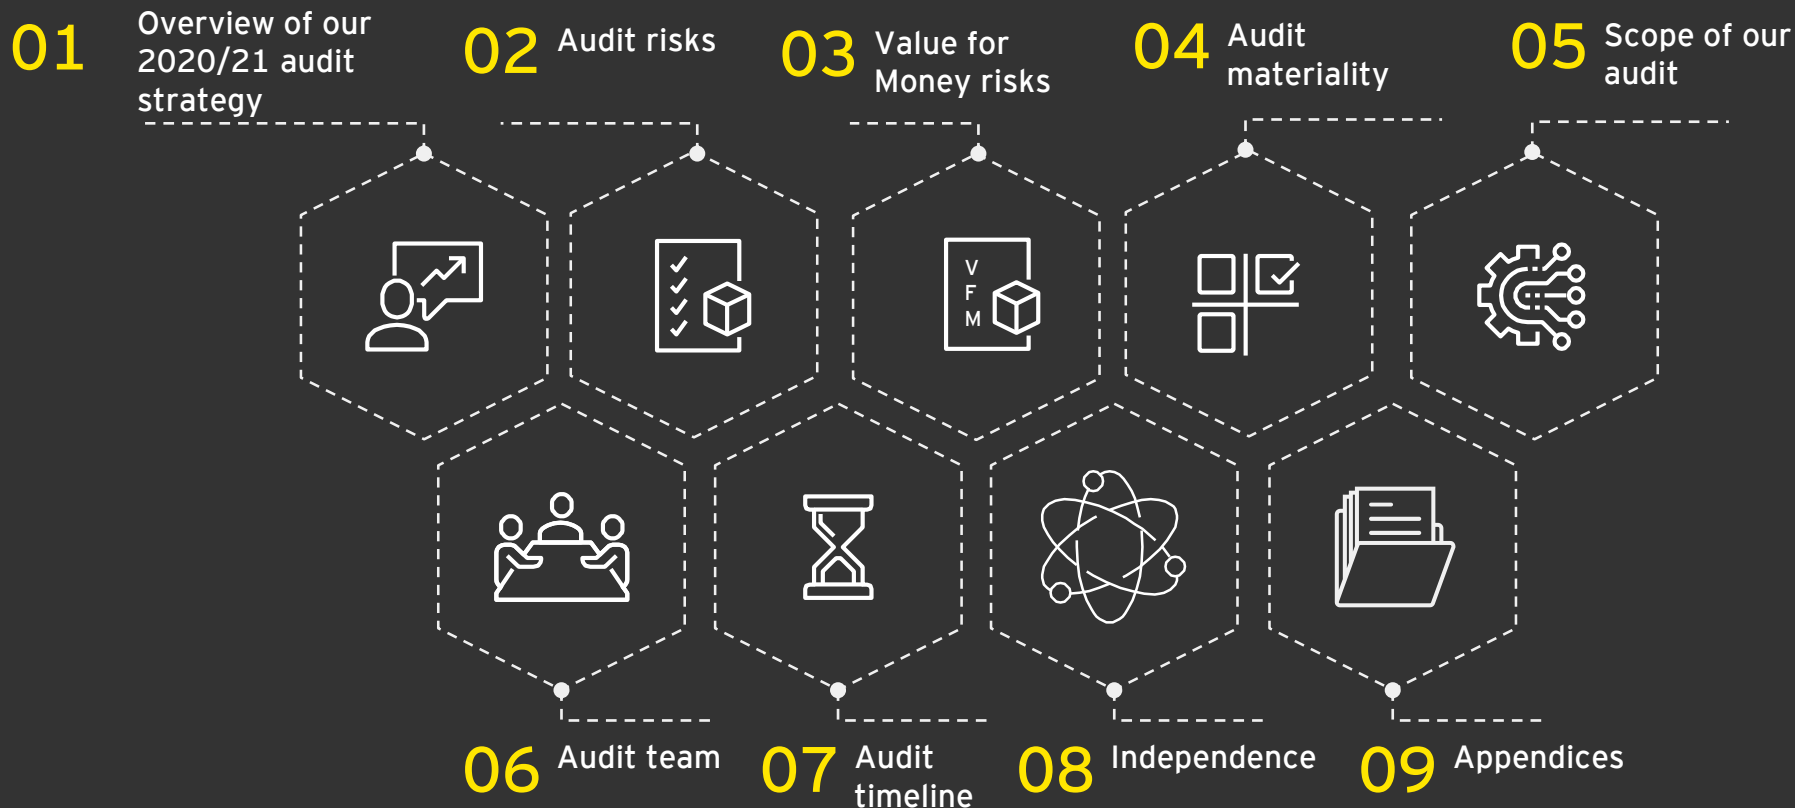 01
Overview of our
2020/21 audit
strategy
02
Audit risks
03
Value for
Money risks
04
Audit
materiality
05
Scope of our
audit
V
F
M
06
Audit team
07
Audit
timeline
08
Independence
09
Appendices